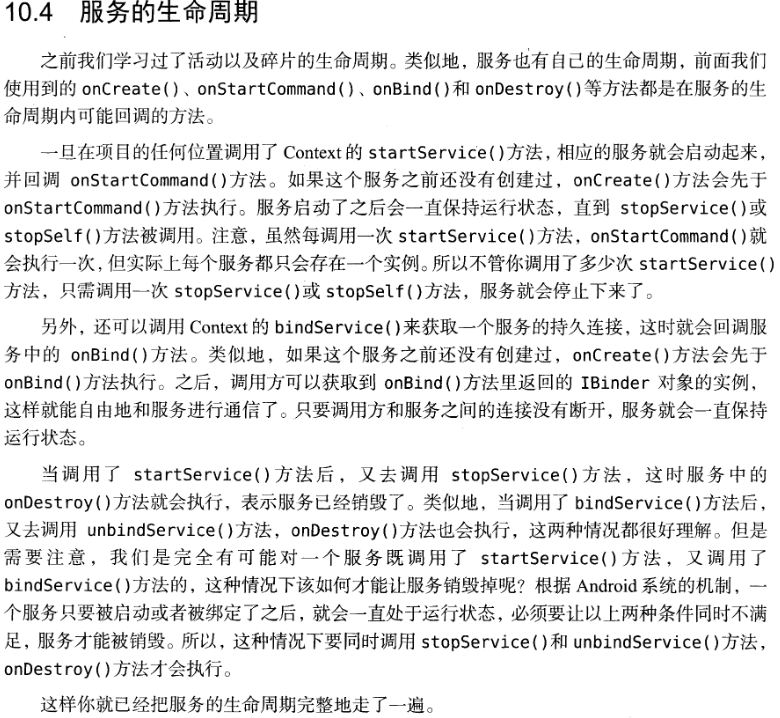 10.4 服务的生命周期
之前我们学习过了活动以及碎片的生命周期。类似地，服务也有自己的生命周期，前面我们
使用到的 onCreate()、onStartCommand()、onBind()和 onDestroy()等方法都是在服务的生
命周期内可能回调的方法。
一旦在项目的任何位置调用了 Context 的 startService()方法，相应的服务就会启动起来，
并回调 onStartCommand()方法。如果这个服务之前还没有创建过，onCreate()方法会先于
onStartCommand()方法执行。服务启动了之后会一直保持运行状态，直到 stopService()或
stopSelf()方法被调用。注意，虽然每调用一次 startService()方法，onStartCommand()就
会执行一次，但实际上每个服务都只会存在一个实例。所以不管你调用了多少次 startService()
方法，只需调用一次 stopService()或 stopSelf()方法，服务就会停止下来了。
另外，还可以调用 Context 的 bindService()来获取一个服务的持久连接，这时就会回调服
务中的 onBind()方法。类似地，如果这个服务之前还没有创建过，onCreate()方法会先于
onBind()方法执行。之后，调用方可以获取到 onBind()方法里返回的 IBinder 对象的实例，
这样就能自由地和服务进行通信了。只要调用方和服务之间的连接没有断开，服务就会一直保持
运行状态。
当调用了 startService()方法后，又去调用 stopService()方法，这时服务中的
onDestroy()方法就会执行，表示服务已经销毁了。类似地，当调用了 bindService()方法后，
又去调用 unbindService()方法，onDestroy()方法也会执行，这两种情况都很好理解。但是
需要注意，我们是完全有可能对一个服务既调用了 startService()方法，又调用了
bindService()方法的，这种情况下该如何才能让服务销毁掉呢？根据 Android 系统的机制，一
个服务只要被启动或者被绑定了之后，就会一直处于运行状态，必须要让以上两种条件同时不满
足，服务才能被销毁。所以，这种情况下要同时调用 stopService()和 unbindService()方法，
onDestroy()方法才会执行。
这样你就已经把服务的生命周期完整地走了一遍。